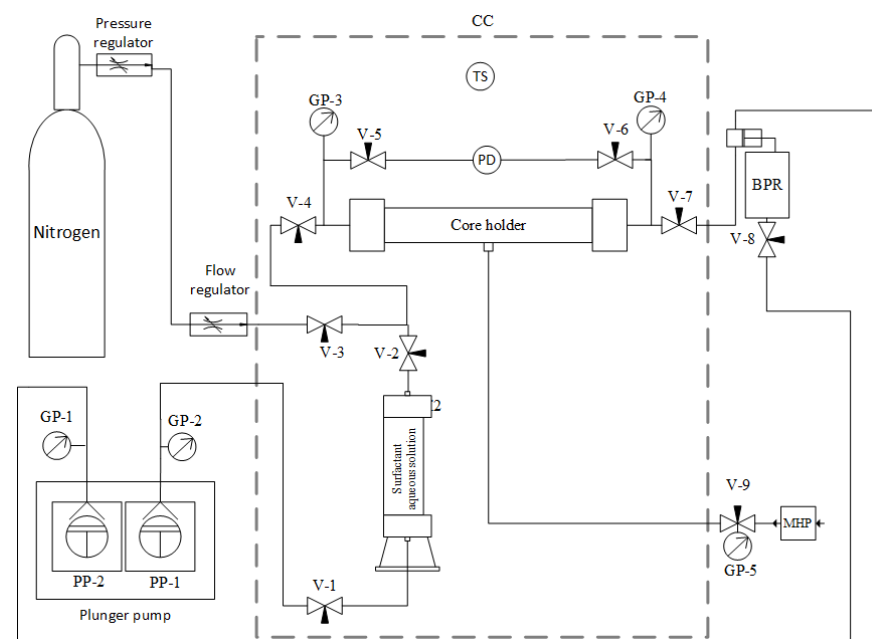 CC
Pressure
regulator
TS
GP-3
GP-4
V-5
V-6
PD
BPR
V-4
V-7
Core holder
Nitrogen
V-8
Flow
regulator
V-3
V-2
GP-1
GP-2
Surfactant
aqueous solution
V-9
MHP
GP-5
PP-2
PP-1
V-1
Plunger pump